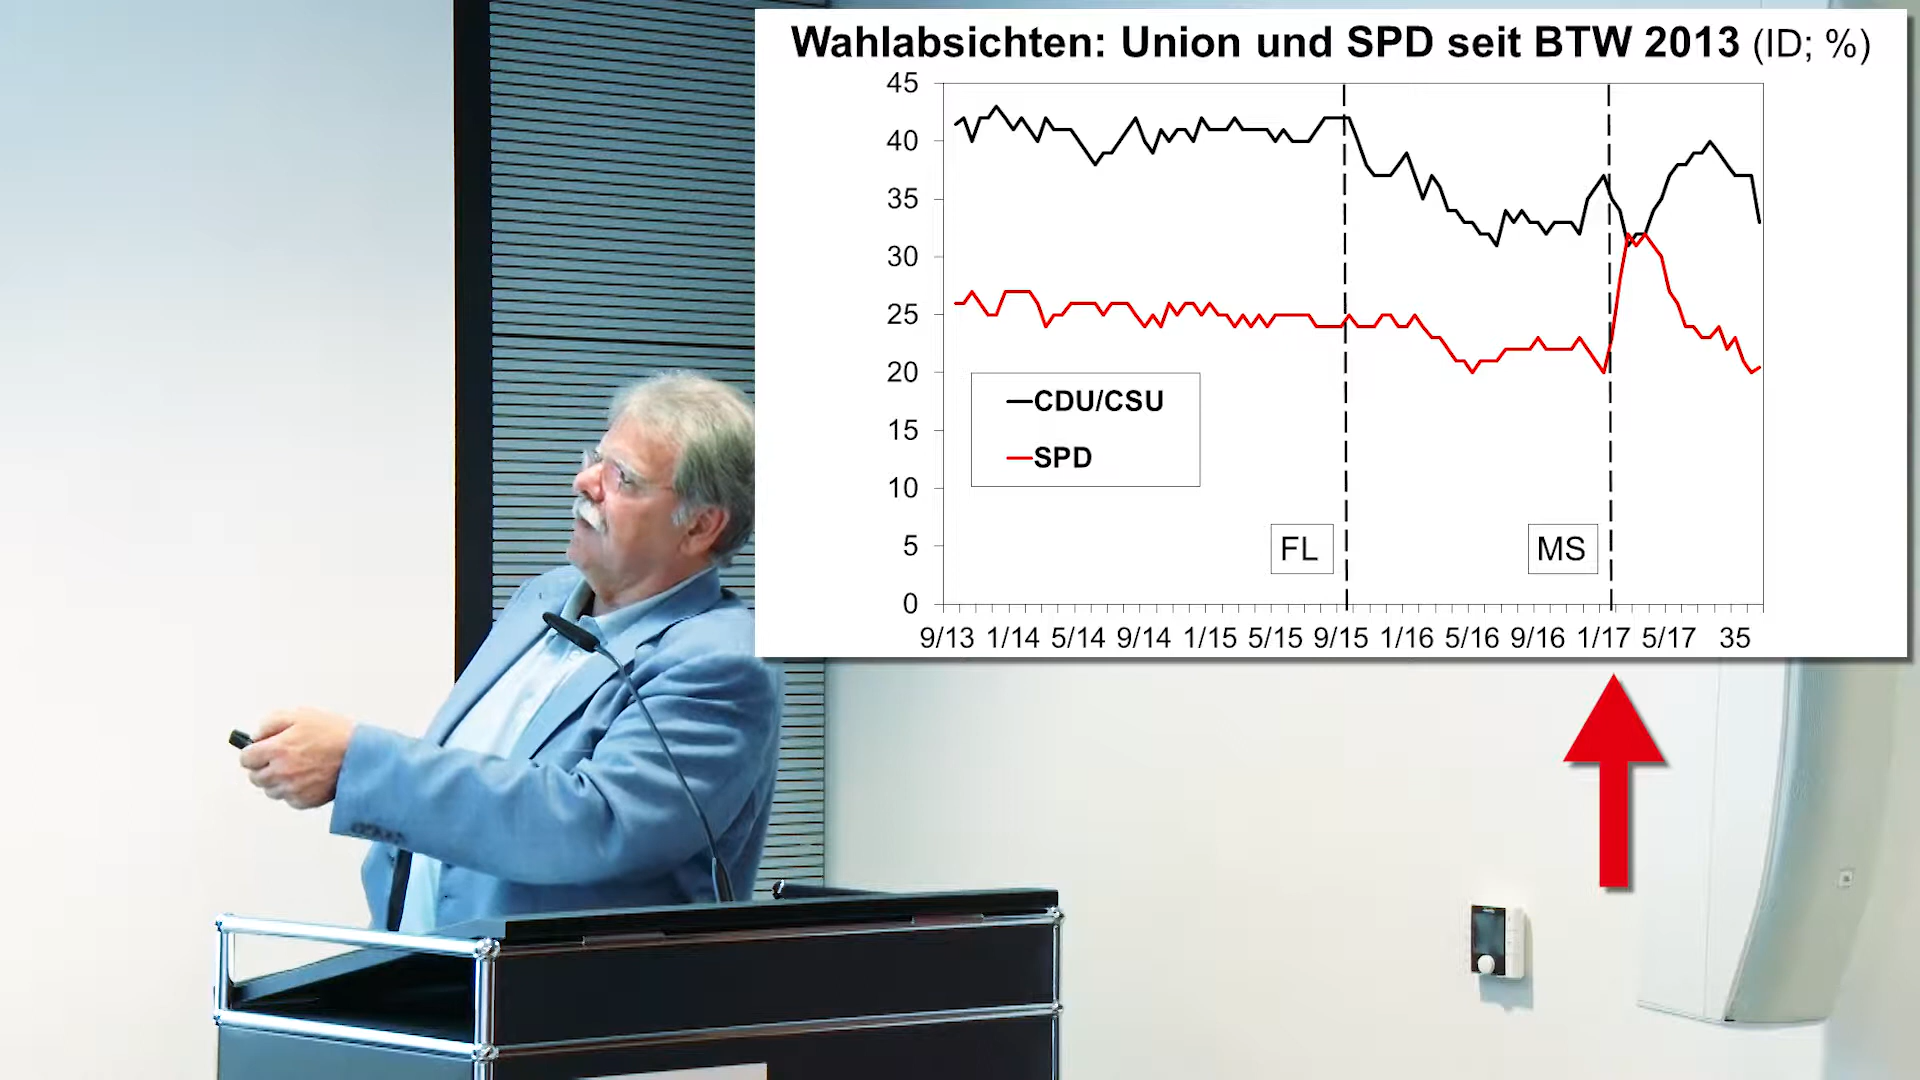 Wahlabsichten: Union und SPD seit BTW 2013 (ID; %)
45
40
35
30
25
20
15
10
5
0
CDU/CSU
SPD
FL
MS
9/13 1/14 5/14 9/14 1/15 5/15 9/15 1/16 5/16 9/16 1/17 5/17 35